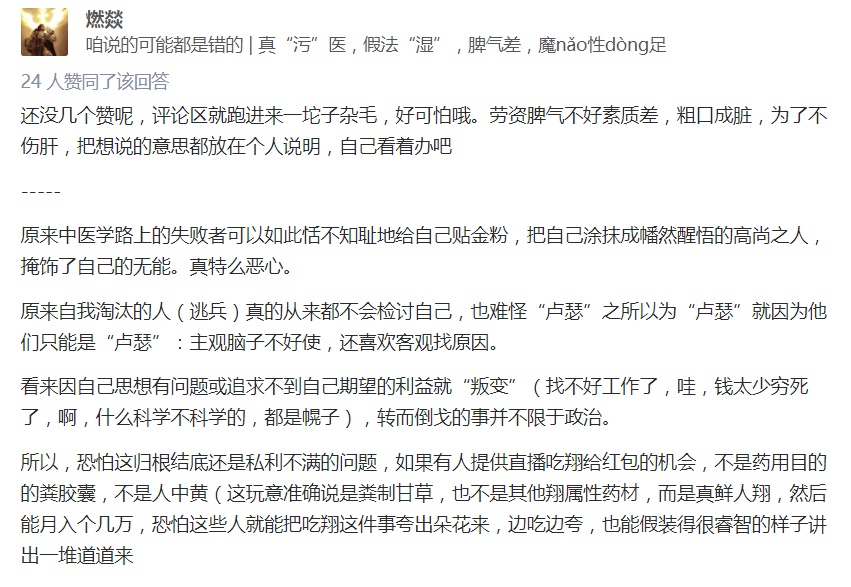 燃燚
咱说的可能都是错的 | 真“污”医，假法“湿”，脾气差，魔nǎo性dòng足
24 人赞同了该回答
还没几个赞呢，评论区就跑进来一坨子杂毛，好可怕哦。劳资脾气不好素质差，粗口成脏，为了不
伤肝，把想说的意思都放在个人说明，自己看着办吧
-----
原来中医学路上的失败者可以如此恬不知耻地给自己贴金粉，把自己涂抹成幡然醒悟的高尚之人，
掩饰了自己的无能。真特么恶心。
原来自我淘汰的人（逃兵）真的从来都不会检讨自己，也难怪“卢瑟”之所以为“卢瑟”就因为他
们只能是“卢瑟”：主观脑子不好使，还喜欢客观找原因。
看来因自己思想有问题或追求不到自己期望的利益就“叛变”（找不好工作了，哇，钱太少穷死
了，啊，什么科学不科学的，都是幌子），转而倒戈的事并不限于政治。
所以，恐怕这归根结底还是私利不满的问题，如果有人提供直播吃翔给红包的机会，不是药用目的
的粪胶囊，不是人中黄（这玩意准确说是粪制甘草，也不是其他翔属性药材，而是真鲜人翔，然后
能月入个几万，恐怕这些人就能把吃翔这件事夸出朵花来，边吃边夸，也能假装得很睿智的样子讲
出一堆道道来